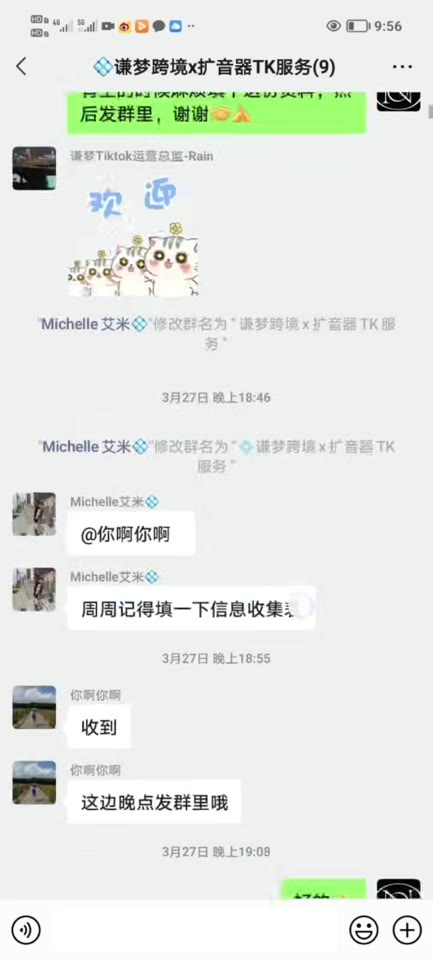 9:56
💠谦梦跨境x扩音器TK服务(9)
后群里，谢谢
谦梦Tiktok运营总监-Rain
欢迎
"Michelle 艾米💠"修改群名为 " 谦梦跨境 x 扩音器 TK 服
务 "
3月27日 晚上18:46
"Michelle 艾米💠"修改群名为 "💠谦梦跨境 x 扩音器 TK
服务 "
Michelle艾米💠
@你啊你啊
Michelle艾米💠
周周记得填一下信息收集表
3月27日 晚上18:55
你啊你啊
收到
你啊你啊
这边晚点发群里哦
3月27日 晚上19:08
好的